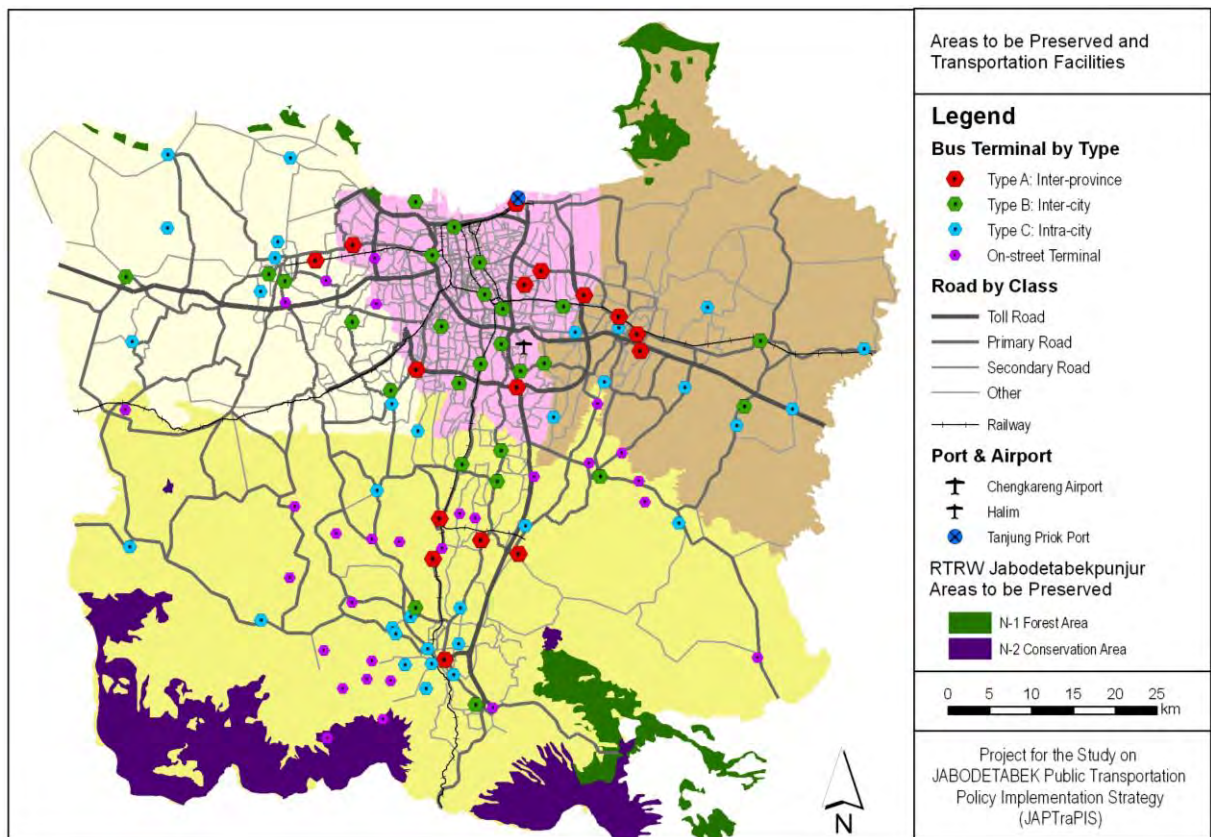 Areas to be Preserved and
Transportation Facilities
Legend
Bus Terminal by Type
Type A: Inter-province
Type B: Inter-city
Type C: Intra-city
On-street Terminal
Road by Class
Toll Road
Primary Road
Secondary Road
Other
Railway
Port & Airport
Chengkareng Airport
Halim
Tanjung Priok Port
RTRW Jabodetabekpunjur
Areas to be Preserved
N-1 Forest Area
N-2 Conservation Area
0 5 10 15 20 25
km
Project for the Study on
JABODETABEK Public Transportation
Policy Implementation Strategy
(JAPTraPIS)
N